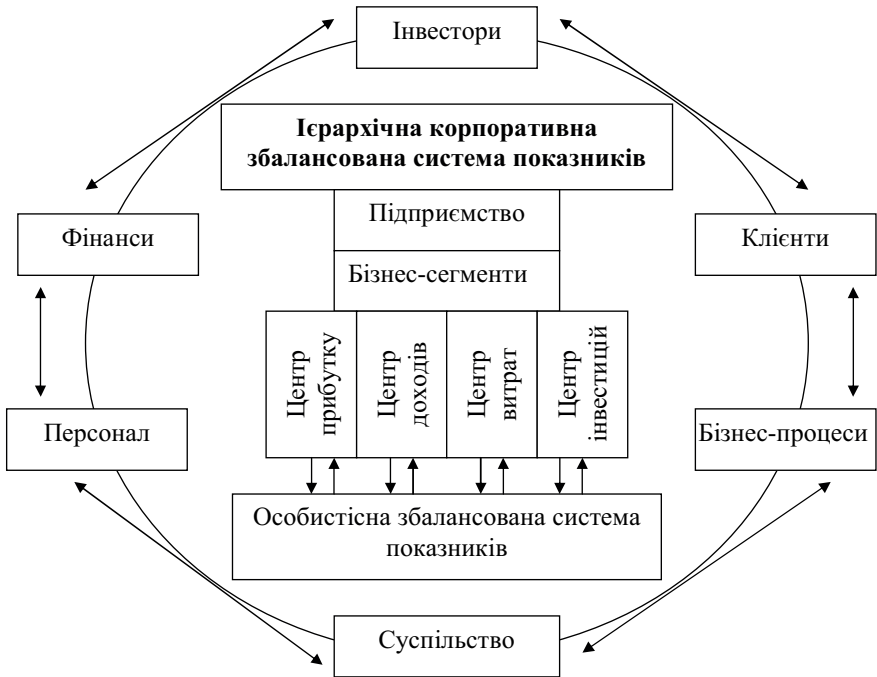 Інвестори
Ієрархічна корпоративна
збалансована система показників
Підприємство
Фінанси
Клієнти
Бізнес-сегменти
Центр
прибутку
Центр
доходів
Центр
витрат
Центр
інвестицій
Персонал
Бізнес-процеси
Особистісна збалансована система
показників
Суспільство